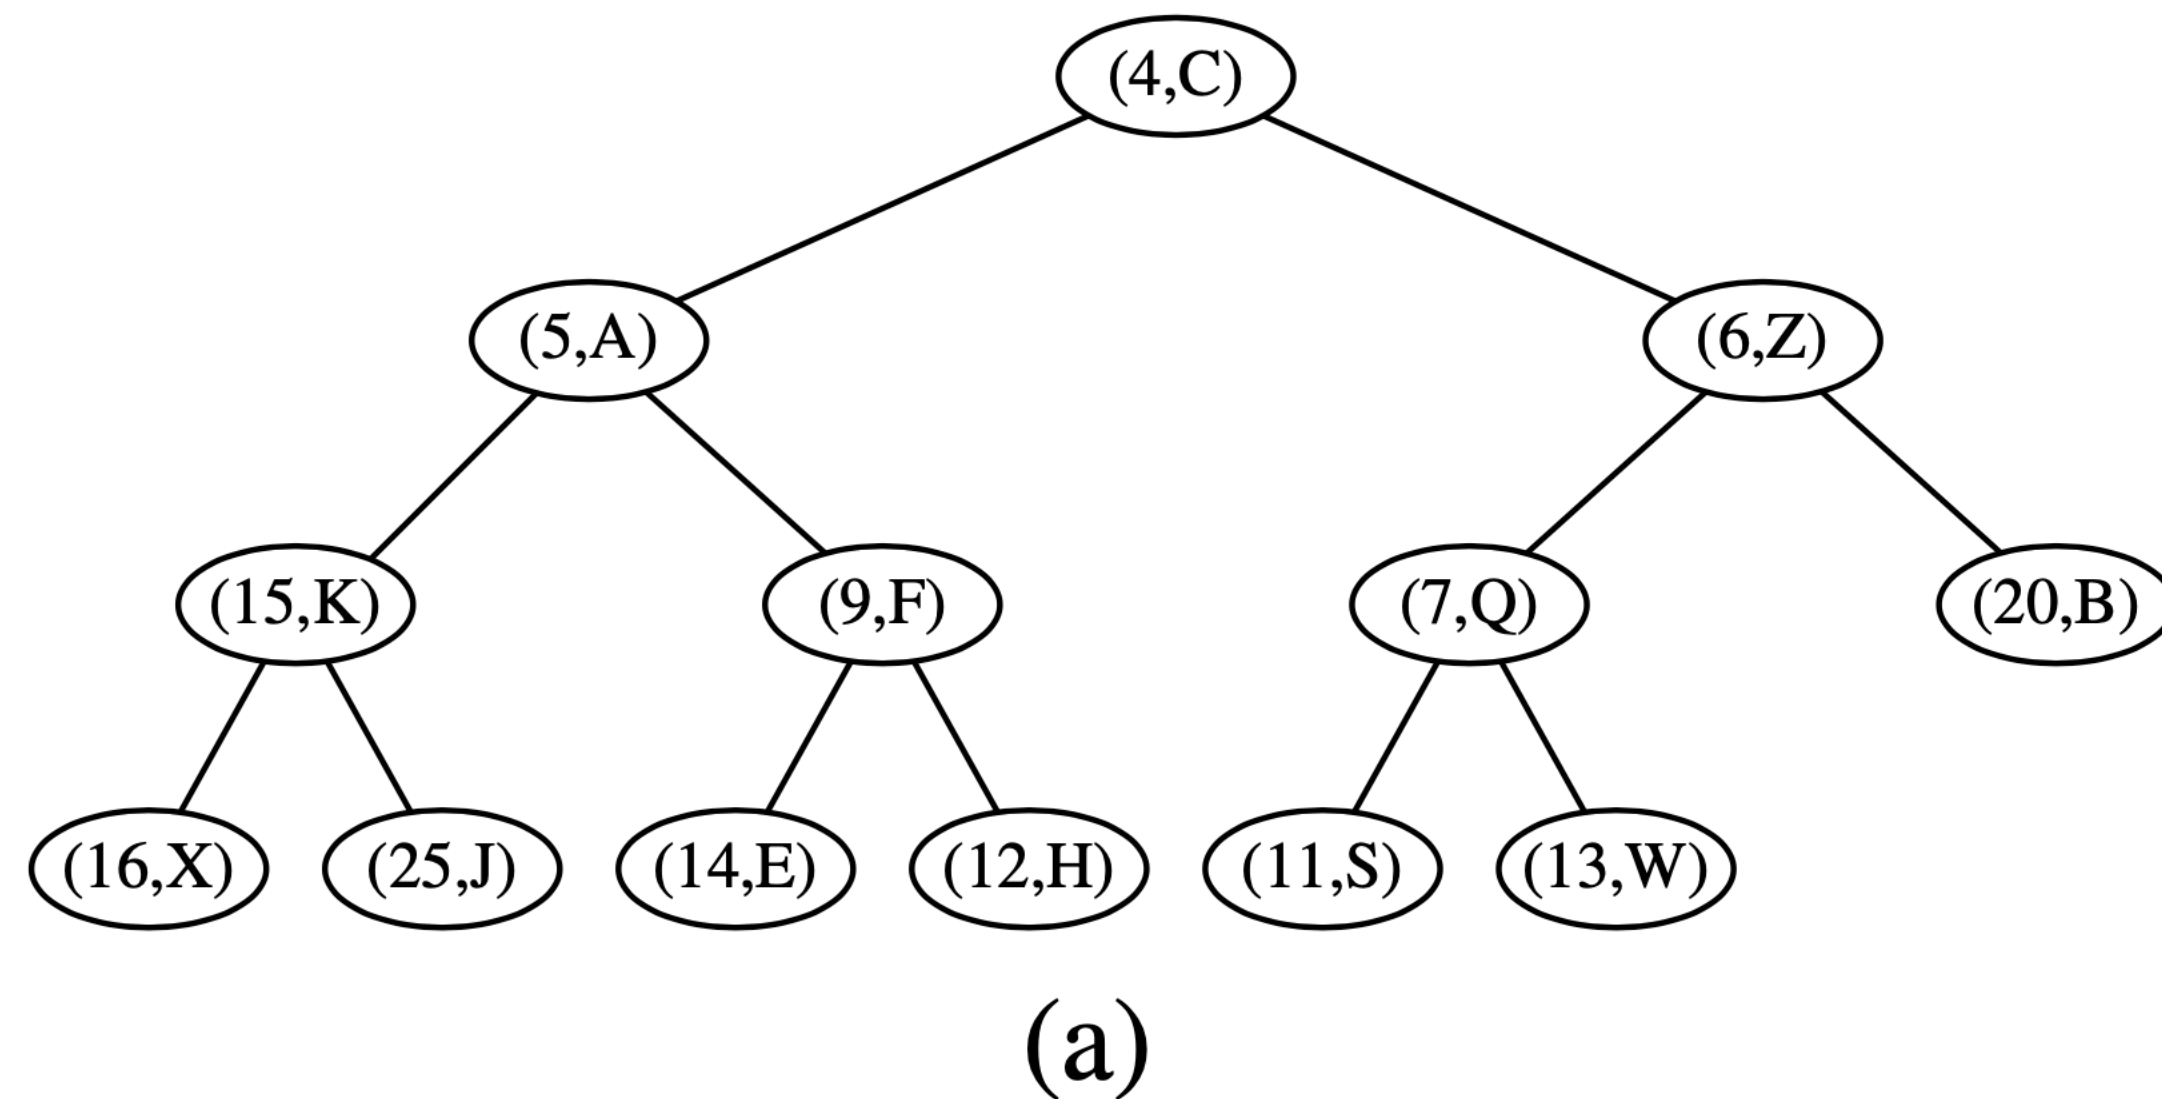 (4,C)
(5,A) (6,Z)
(15,K) (9,F) (7,Q) (20,B)
(16,X) (25,J) (14,E) (12,H) (11,S) (13,W)
(a)